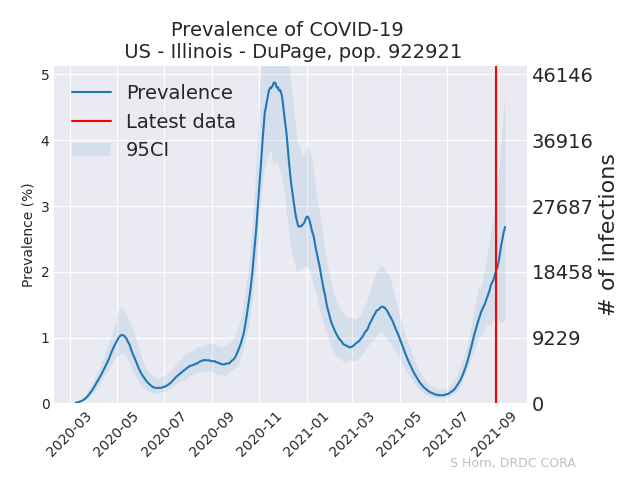 Prevalence of COVID-19
US - Illinois - DuPage, pop. 922921
Prevalence
Latest data
95CI
Prevalence (%)
5
4
3
2
1
0
46146
36916
27687
18458
9229
0
# of infections
2020-03
2020-05
2020-07
2020-09
2020-11
2021-01
2021-03
2021-05
2021-07
2021-09
S Horn, DRDC CORA